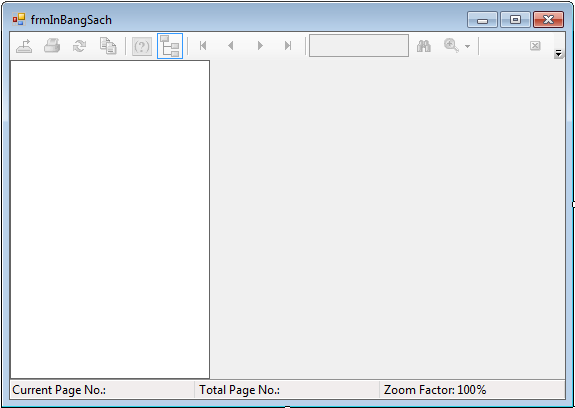 frmInBangSach
(?)
Current Page No.: Total Page No.: Zoom Factor: 100%